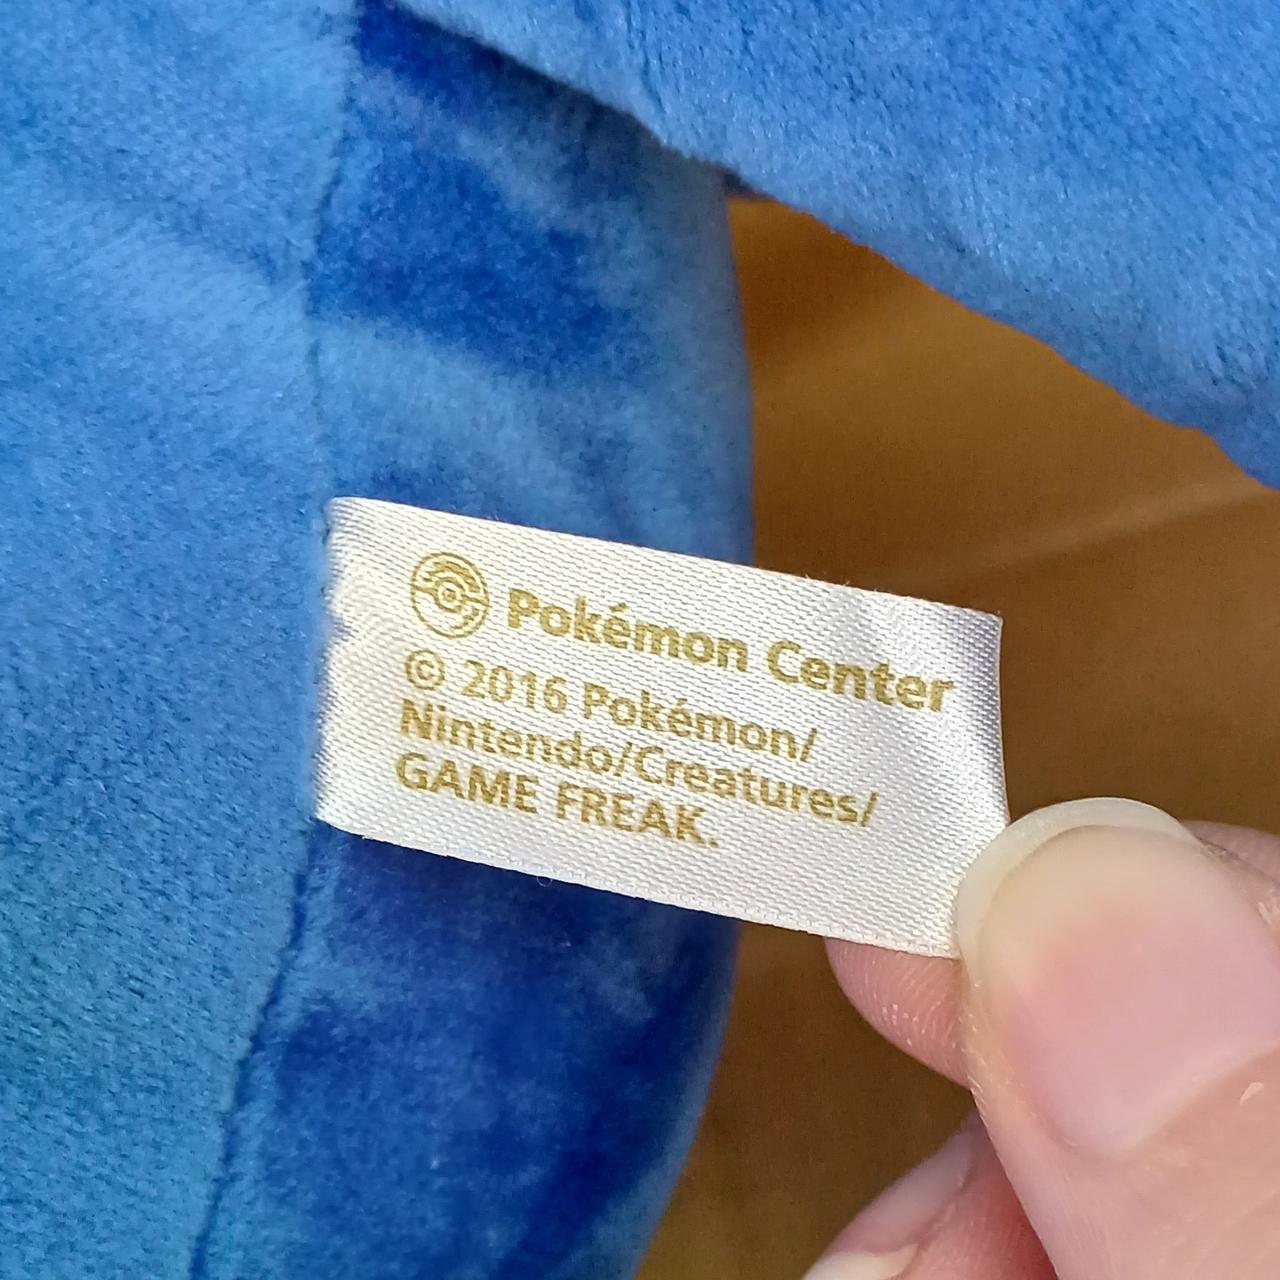 Pokémon Center
© 2016 Pokémon/
Nintendo/Creatures/
GAME FREAK.